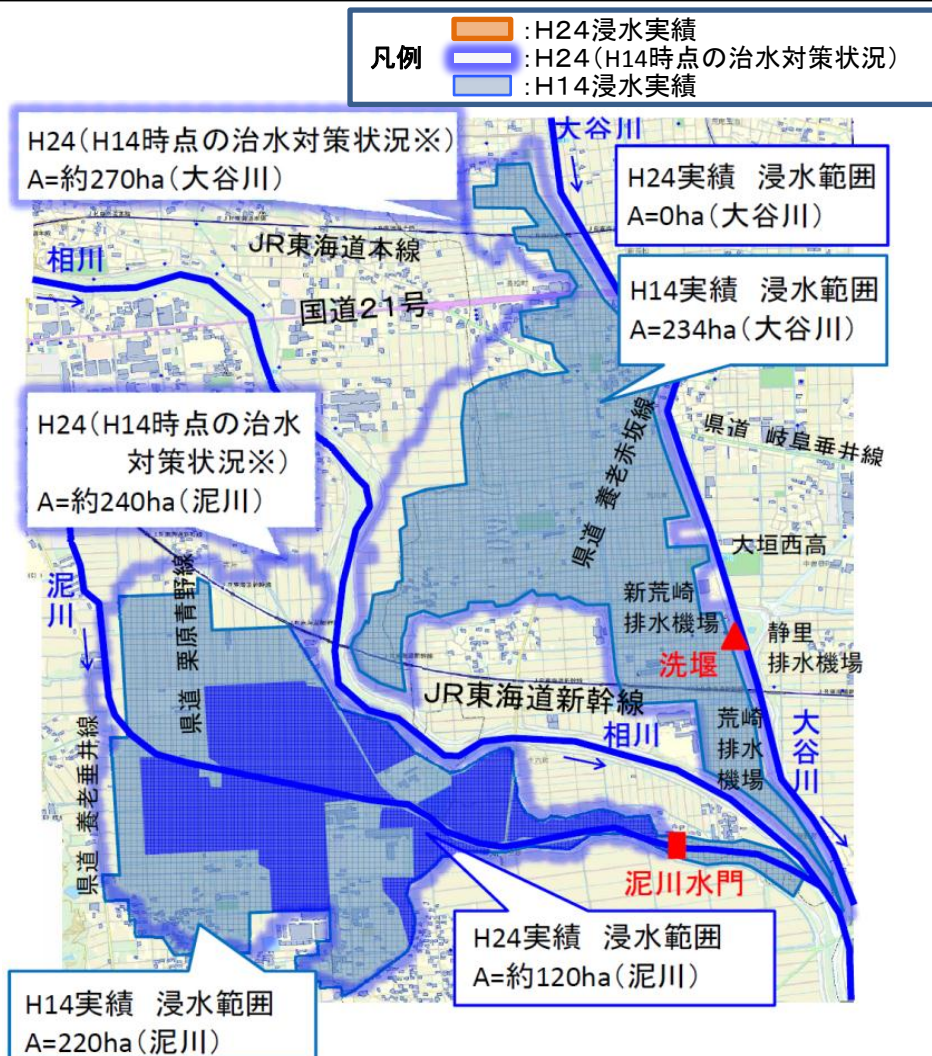 凡例
:H24浸水実績
:H24(H14時点の治水対策状況)
:H14浸水実績
H24(H14時点の治水対策状況※)
A=約270ha(大谷川)
大谷川
H24実績 浸水範囲
A=0ha(大谷川)
JR東海道本線
相川
国道21号
H14実績 浸水範囲
A=234ha(大谷川)
H24(H14時点の治水
対策状況※)
A=約240ha(泥川)
県道 養老赤坂線
県道 岐阜垂井線
大垣西高
泥川
県道 栗原青野線
新荒崎
排水機場
洗堰
静里
排水機場
JR東海道新幹線
相川
荒崎
排水
機場
大谷川
県道 養老垂井線
泥川水門
H24実績 浸水範囲
A=約120ha(泥川)
H14実績 浸水範囲
A=220ha(泥川)